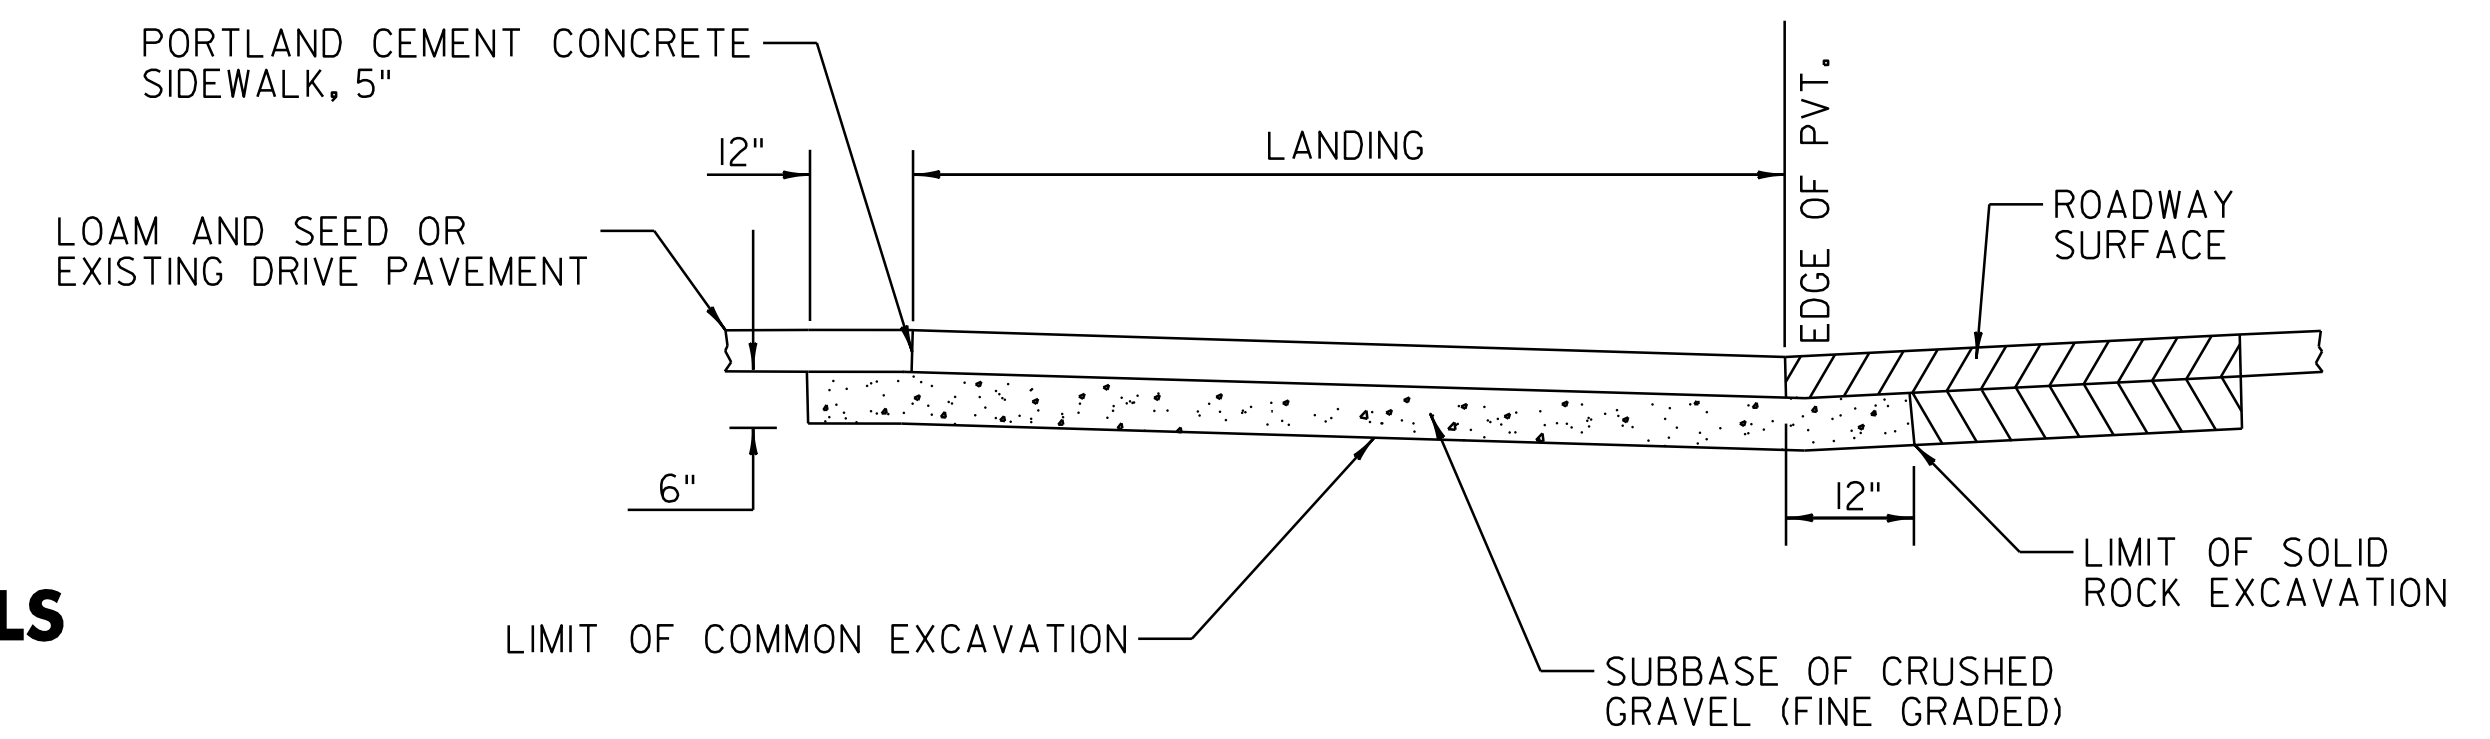 PORTLAND CEMENT CONCRETE
SIDEWALK, 5"
EDGE OF PVT.
12"
LANDING
ROADWAY
SURFACE
LOAM AND SEED OR
EXISTING DRIVE PAVEMENT
6"
12"
LIMIT OF SOLID
ROCK EXCAVATION
LS
LIMIT OF COMMON EXCAVATION
SUBBASE OF CRUSHED
GRAVEL (FINE GRADED)